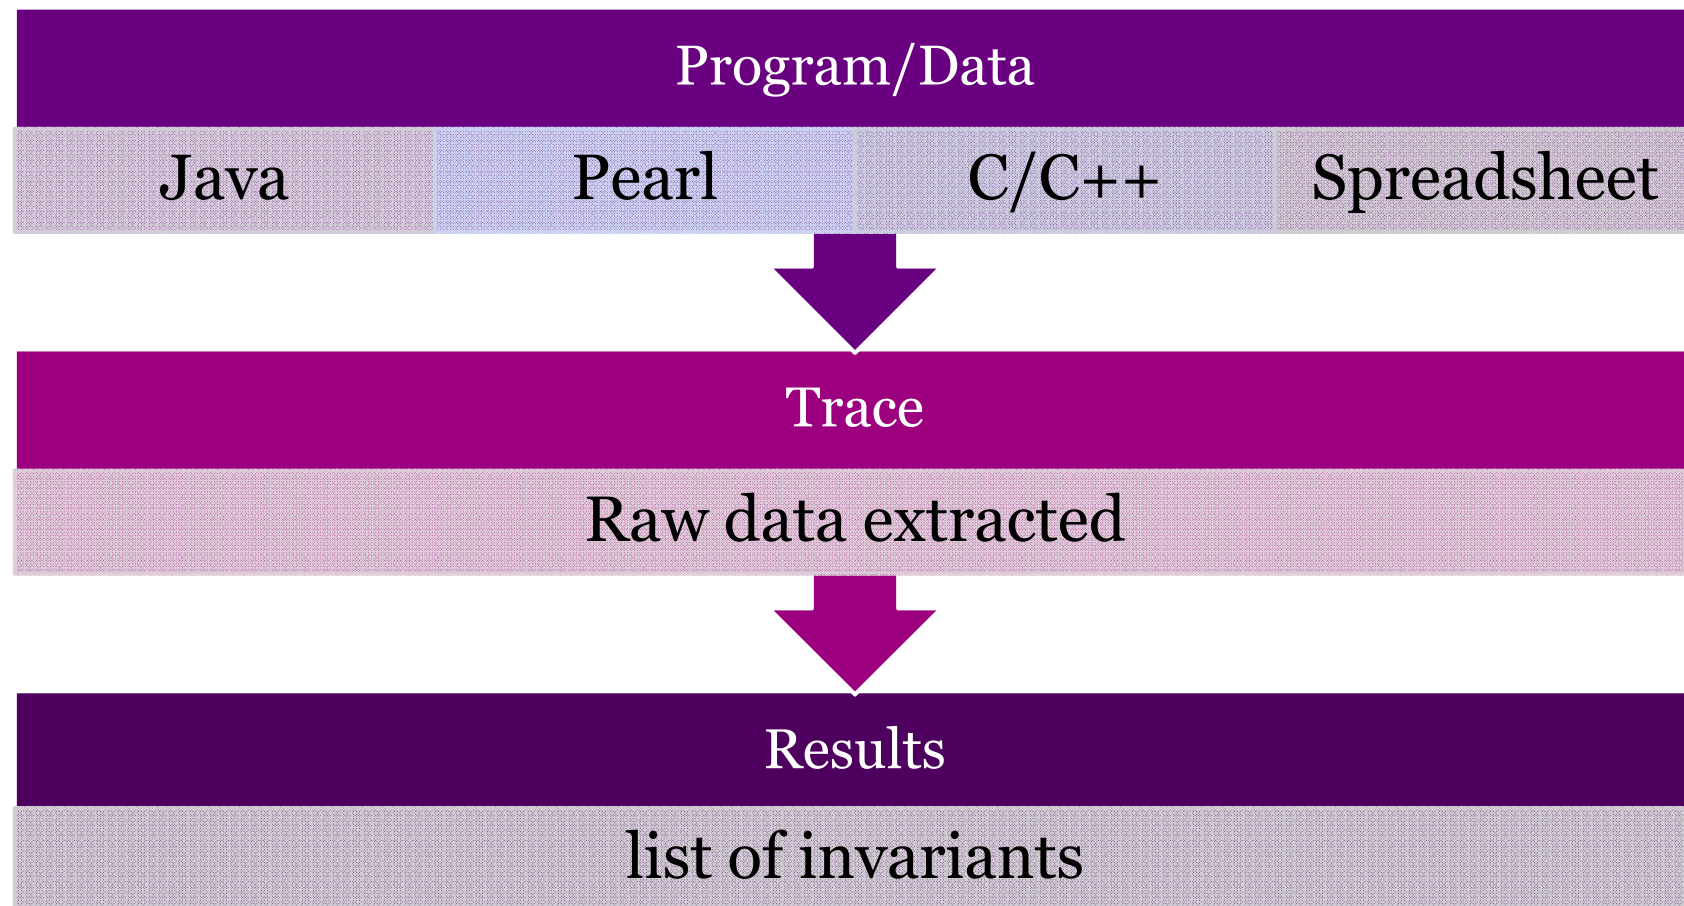 Program/Data
Java Pearl C/C++ Spreadsheet
Trace
Raw data extracted
Results
list of invariants